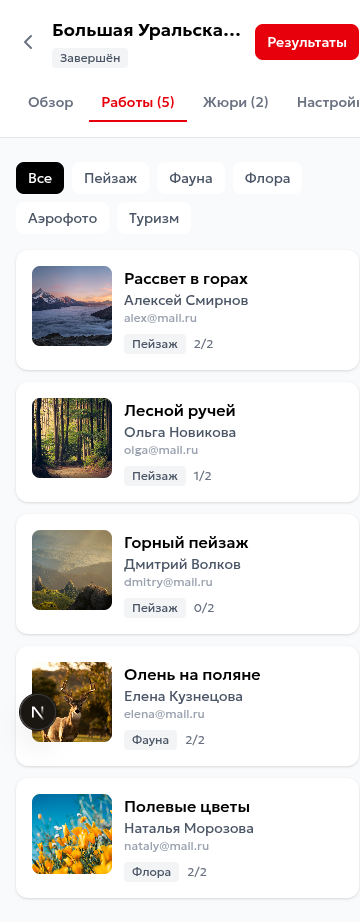 Большая Уральска...
Завершён
Результаты
Обзор
Работы (5)
Жюри (2)
Настройк
Все
Пейзаж
Фауна
Флора
Аэрофото
Туризм
Рассвет в горах
Алексей Смирнов
alex@mail.ru
Пейзаж 2/2
Лесной ручей
Ольга Новикова
olga@mail.ru
Пейзаж 1/2
Горный пейзаж
Дмитрий Волков
dmitry@mail.ru
Пейзаж 0/2
Олень на поляне
Елена Кузнецова
elena@mail.ru
N
Фауна 2/2
Полевые цветы
Наталья Морозова
nataly@mail.ru
Флора 2/2